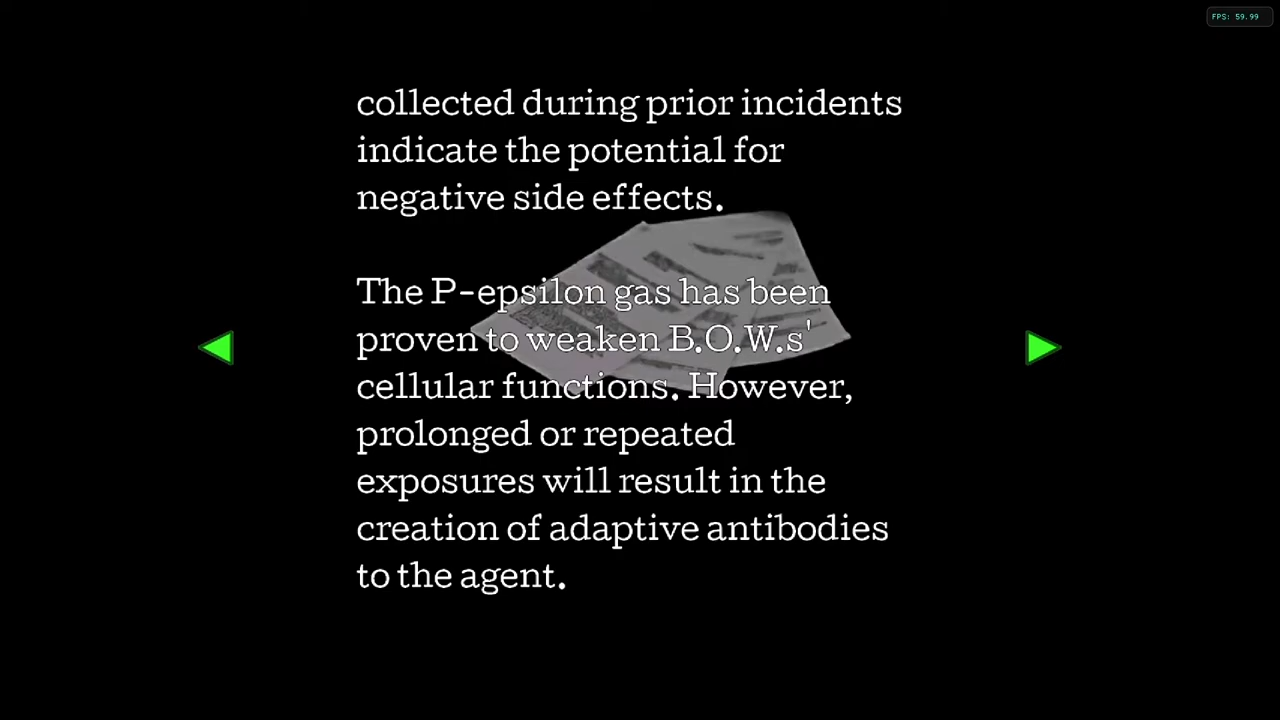 FPS: 59.99
collected during prior incidents
indicate the potential for
negative side effects.
The P-epsilon gas has been
proven to weaken B.O.W.s'
cellular functions. However,
prolonged or repeated
exposures will result in the
creation of adaptive antibodies
to the agent.